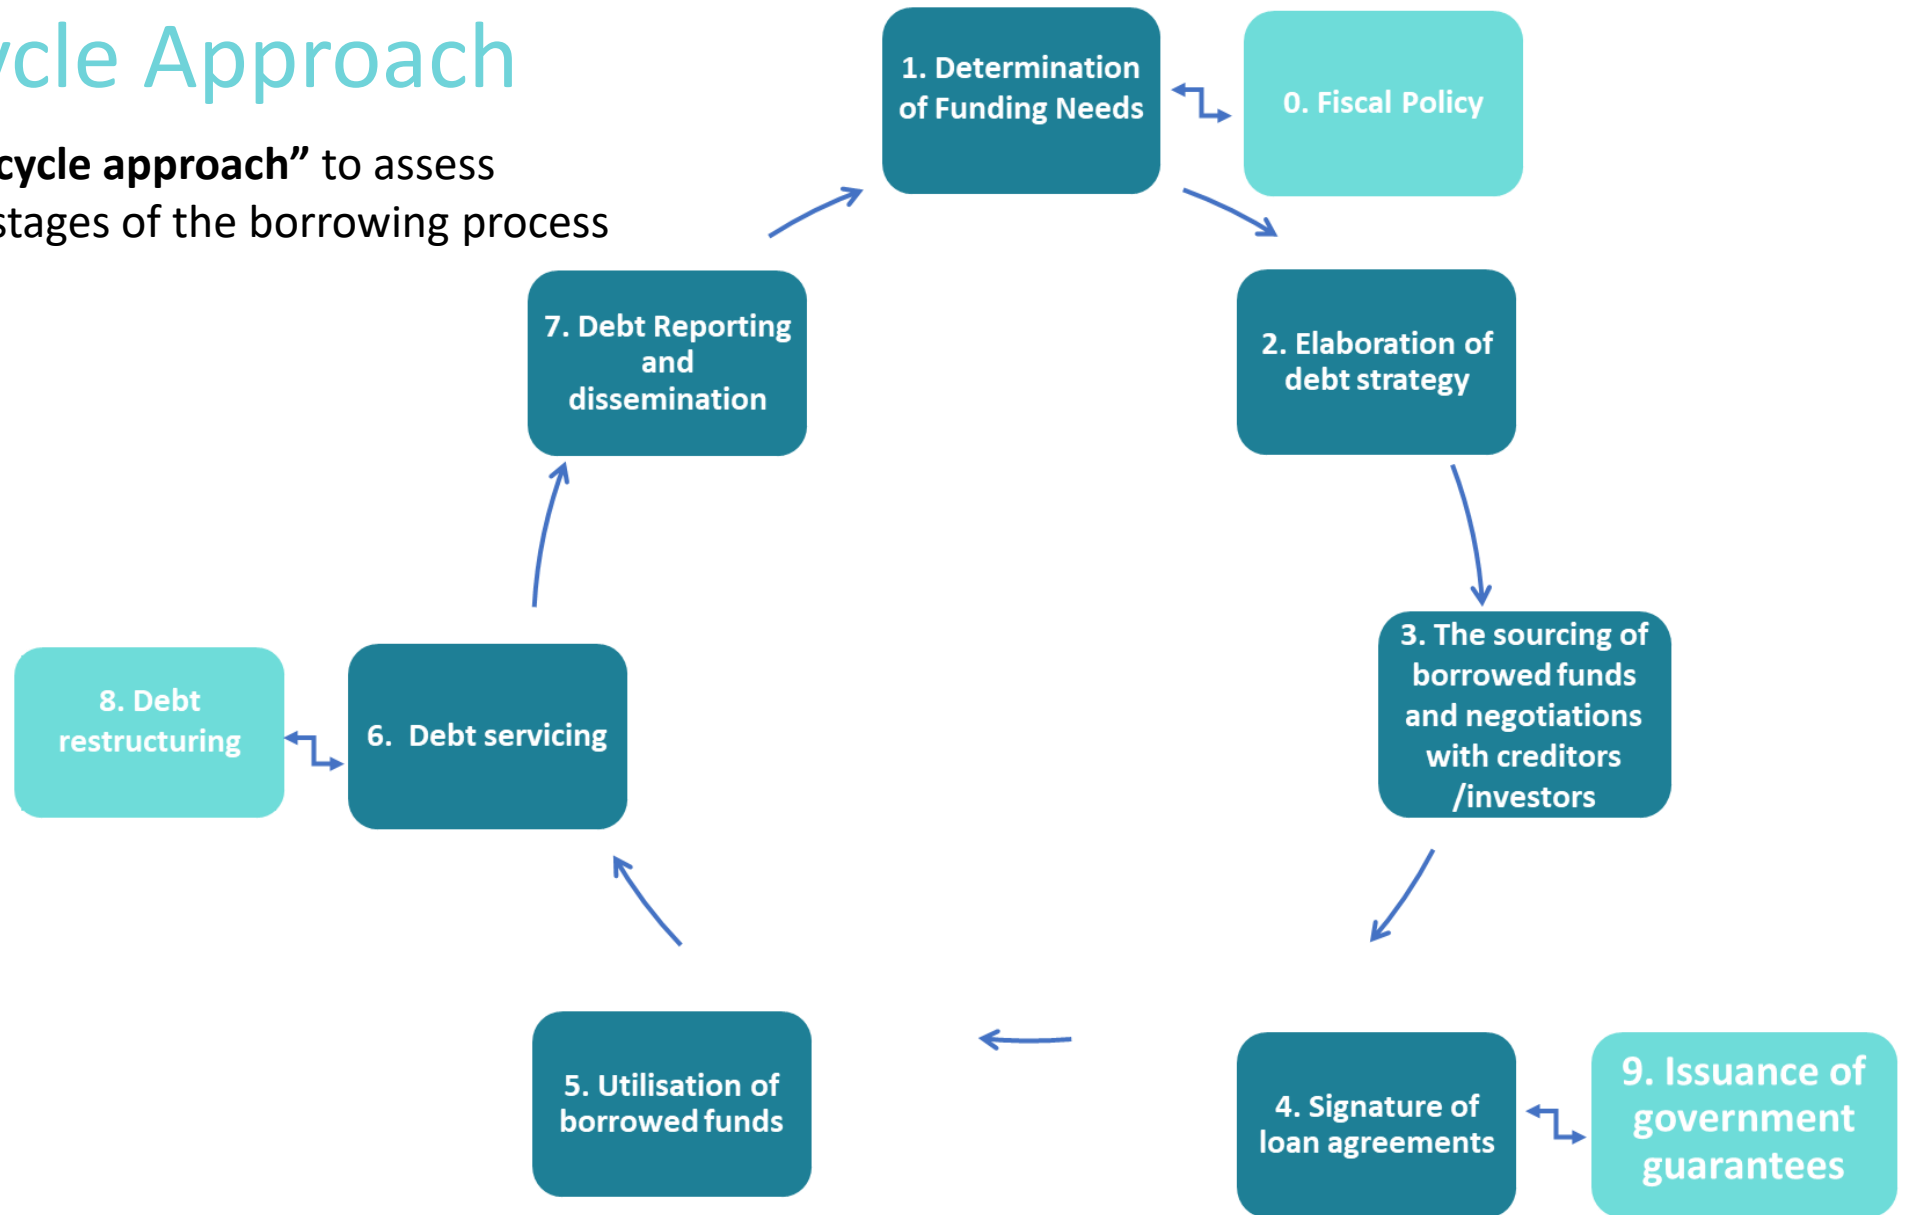 ycle Approach
cycle approach” to assess
stages of the borrowing process
1. Determination
of Funding Needs
0. Fiscal Policy
2. Elaboration of
debt strategy
3. The sourcing of
borrowed funds
and negotiations
with creditors
/investors
4. Signature of
loan agreements
9. Issuance of
government
guarantees
5. Utilisation of
borrowed funds
6. Debt servicing
8. Debt
restructuring
7. Debt Reporting
and
dissemination